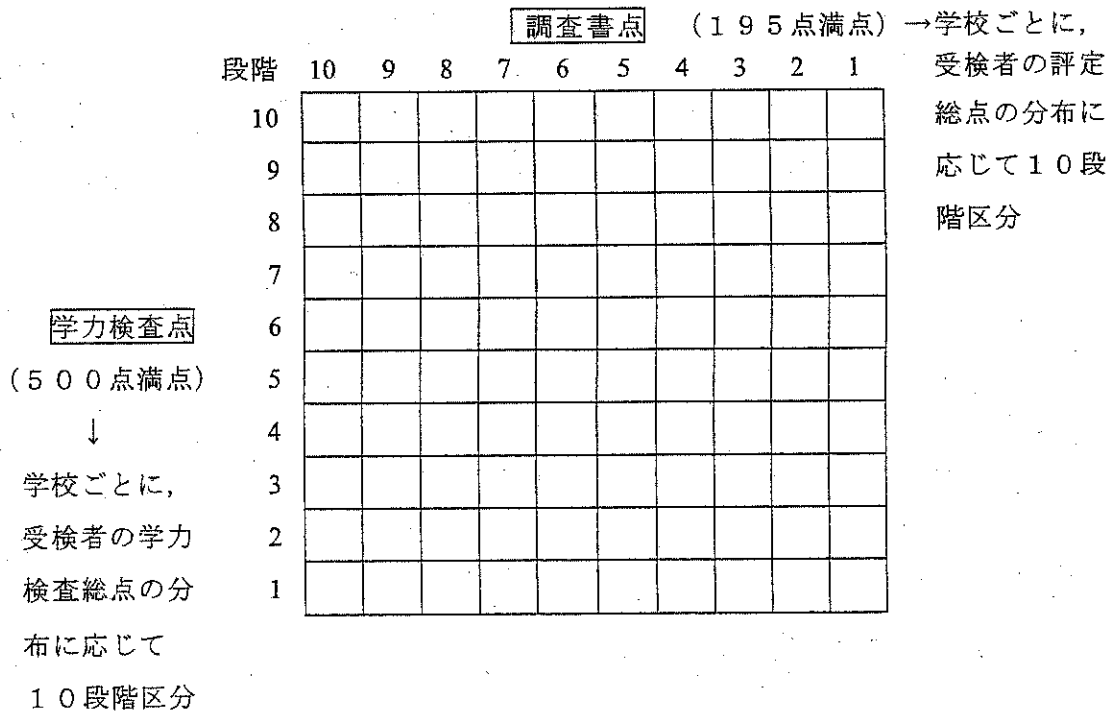 調査書点 (195点満点) →学校ごとに,
受検者の評定
総点の分布に
応じて10段
階区分
段階 10 9 8 7 6 5 4 3 2 1
10
9
8
7
6
5
4
3
2
1
学力検査点
(500点満点)
↓
学校ごとに,
受検者の学力
検査総点の分
布に応じて
10段階区分